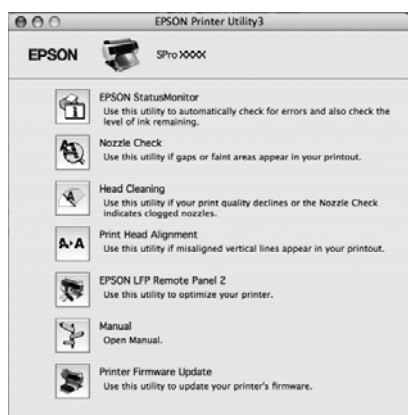 EPSON Printer Utility3
EPSON SPro XXXX
EPSON StatusMonitor
Use this utility to automatically check for errors and also check the
level of ink remaining.
Nozzle Check
Use this utility if gaps or faint areas appear in your printout.
Head Cleaning
Use this utility if your print quality declines or the Nozzle Check
indicates clogged nozzles.
Print Head Alignment
Use this utility if misaligned vertical lines appear in your printout.
EPSON LFP Remote Panel 2
Use this utility to optimize your printer.
Manual
Open Manual.
Printer Firmware Update
Use this utility to update your printer's firmware.